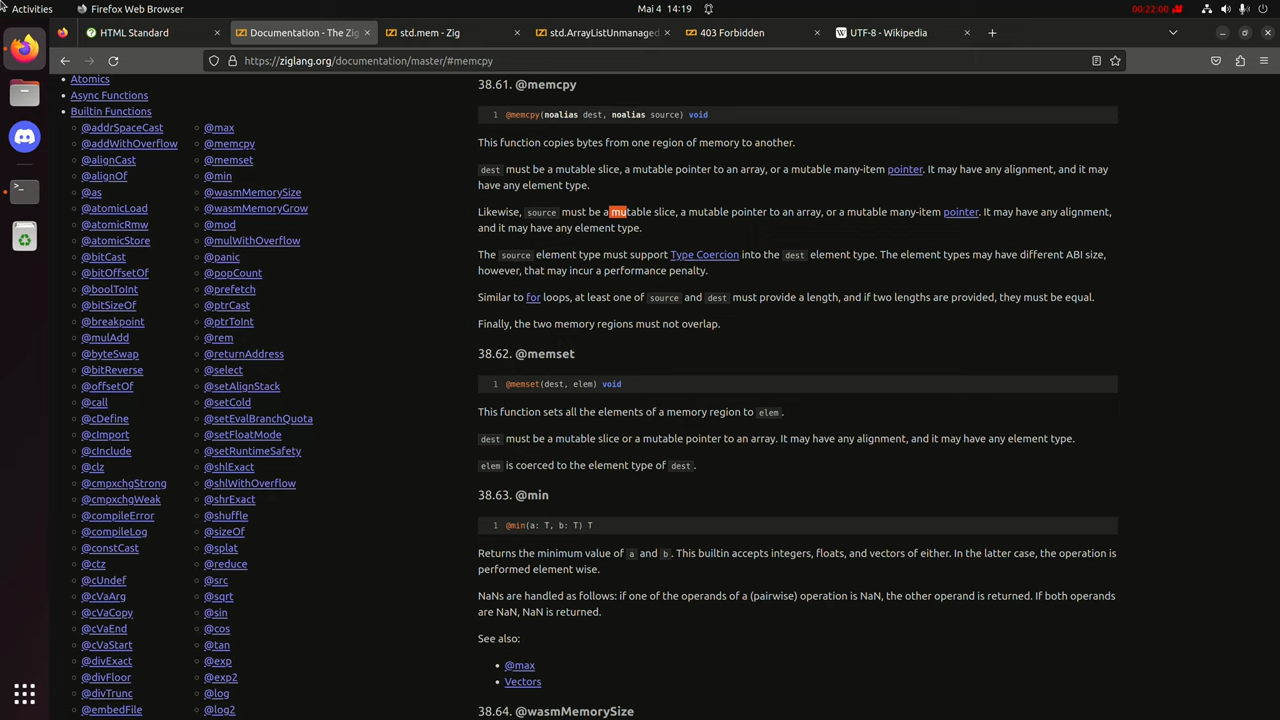 Activities
Firefox Web Browser
Mai 4 14:19
00:22:00
HTML Standard
Documentation - The Zig
std.mem - Zig
std.ArrayListUnmanaged
403 Forbidden
UTF-8 - Wikipedia
https://ziglang.org/documentation/master/#memcpy
Atomics
Async Functions
Builtin Functions
@addrSpaceCast
@addWithOverflow
@alignCast
@alignOf
@as
@atomicLoad
@atomicRmw
@atomicStore
@bitCast
@bitOffsetOf
@boolToInt
@bitSizeOf
@breakpoint
@mulAdd
@byteSwap
@bitReverse
@offsetOf
@call
@cDefine
@cImport
@cInclude
@clz
@cmpxchgStrong
@cmpxchgWeak
@compileError
@compileLog
@constCast
@ctz
@cUndef
@cVaArg
@cVaCopy
@cVaEnd
@cVaStart
@divExact
@divFloor
@divTrunc
@embedFile
@max
@memcpy
@memset
@min
@wasmMemorySize
@wasmMemoryGrow
@mod
@mulWithOverflow
@panic
@popCount
@prefetch
@ptrCast
@ptrToInt
@rem
@returnAddress
@select
@setAlignStack
@setCold
@setEvalBranchQuota
@setFloatMode
@setRuntimeSafety
@shlExact
@shlWithOverflow
@shrExact
@shuffle
@sizeOf
@splat
@reduce
@src
@sqrt
@sin
@cos
@tan
@exp
@exp2
@log
@log2
38.61. @memcpy
1 @memcpy(noalias dest, noalias source) void
This function copies bytes from one region of memory to another.
dest must be a mutable slice, a mutable pointer to an array, or a mutable many-item pointer. It may have any alignment, and it may
have any element type.
Likewise, source must be a mutable slice, a mutable pointer to an array, or a mutable many-item pointer. It may have any alignment,
and it may have any element type.
The source element type must support Type Coercion into the dest element type. The element types may have different ABI size,
however, that may incur a performance penalty.
Similar to for loops, at least one of source and dest must provide a length, and if two lengths are provided, they must be equal.
Finally, the two memory regions must not overlap.
38.62. @memset
1 @memset(dest, elem) void
This function sets all the elements of a memory region to elem.
dest must be a mutable slice or a mutable pointer to an array. It may have any alignment, and it may have any element type.
elem is coerced to the element type of dest.
38.63. @min
1 @min(a: T, b: T) T
Returns the minimum value of a and b. This builtin accepts integers, floats, and vectors of either. In the latter case, the operation is
performed element wise.
NaNs are handled as follows: if one of the operands of a (pairwise) operation is NaN, the other operand is returned. If both operands
are NaN, NaN is returned.
See also:
@max
Vectors
38.64. @wasmMemorySize